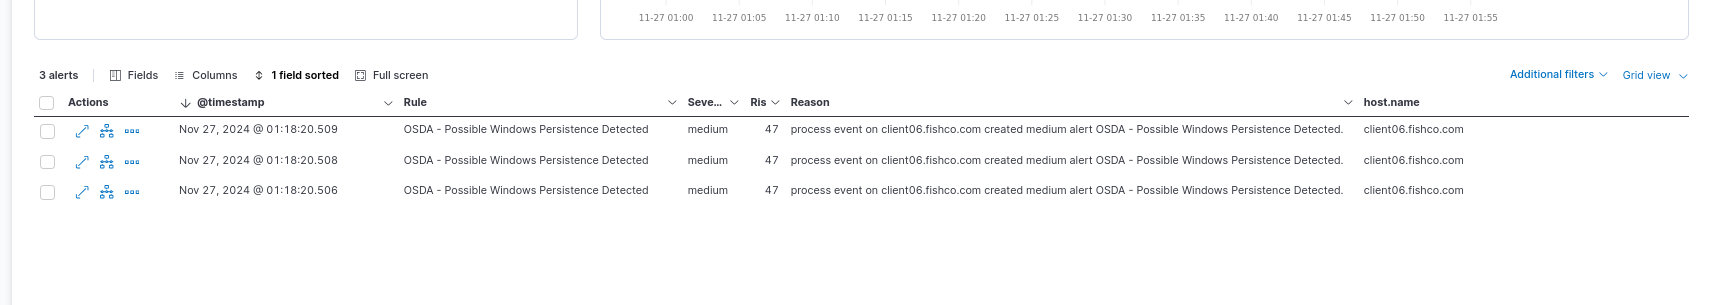 11-27 01:00 11-27 01:05 11-27 01:10 11-27 01:15 11-27 01:20 11-27 01:25 11-27 01:30 11-27 01:35 11-27 01:40 11-27 01:45 11-27 01:50 11-27 01:55
3 alerts Fields Columns 1 field sorted Full screen Additional filters Grid view
Actions @timestamp Rule Seve... Ris Reason host.name
Nov 27, 2024 @ 01:18:20.509 OSDA - Possible Windows Persistence Detected medium 47 process event on client06.fishco.com created medium alert OSDA - Possible Windows Persistence Detected. client06.fishco.com
Nov 27, 2024 @ 01:18:20.508 OSDA - Possible Windows Persistence Detected medium 47 process event on client06.fishco.com created medium alert OSDA - Possible Windows Persistence Detected. client06.fishco.com
Nov 27, 2024 @ 01:18:20.506 OSDA - Possible Windows Persistence Detected medium 47 process event on client06.fishco.com created medium alert OSDA - Possible Windows Persistence Detected. client06.fishco.com